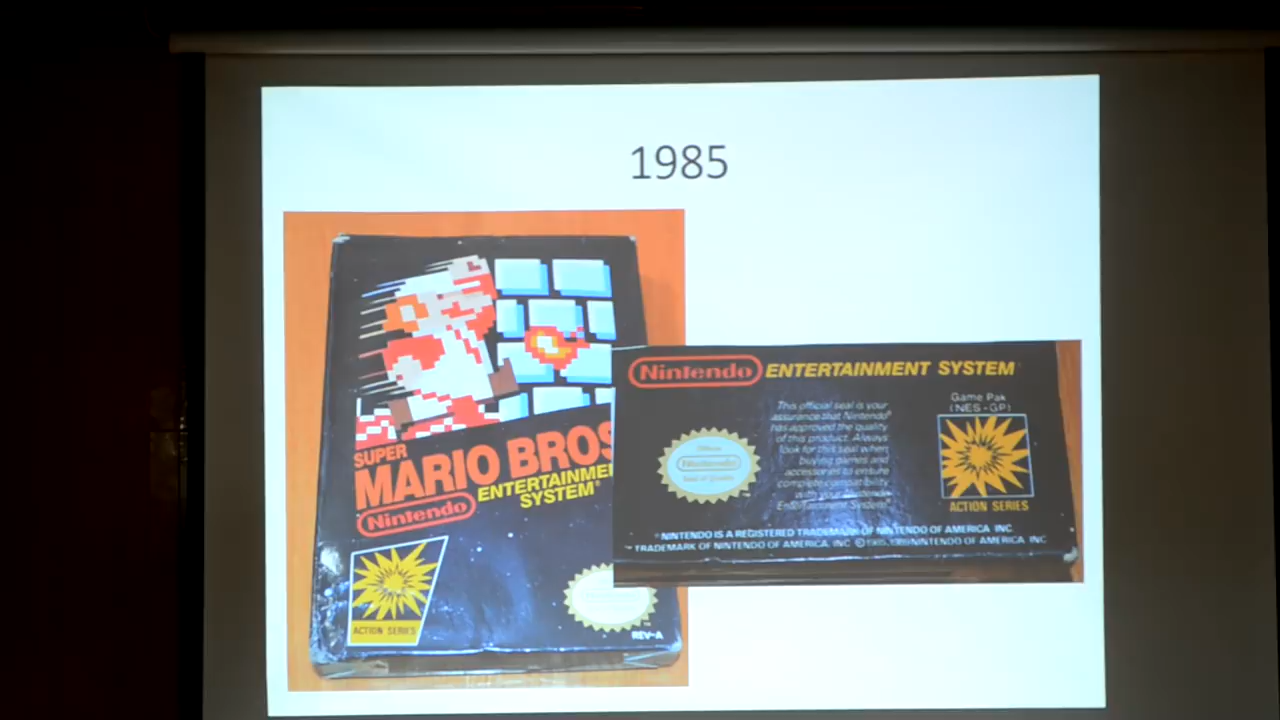 1985
SUPER
MARIO BROS
ENTERTAINME
SYSTEM
Nintendo
ACTION SERIES
REV-A
Nintendo ENTERTAINMENT SYSTEM
Game Pak
(NES-GP)
This official seal is your
assurance that Nintendo®
has approved the quality
of this product. Always
look for this seal when
buying games and
accessories to ensure
complete compatibility
with your Nintendo
Entertainment System.
Nintendo
ACTION SERIES
NINTENDO IS A REGISTERED TRADEMARK OF NINTENDO OF AMERICA INC.
TRADEMARK OF NINTENDO OF AMERICA, INC. © NINTENDO OF AMERICA INC.